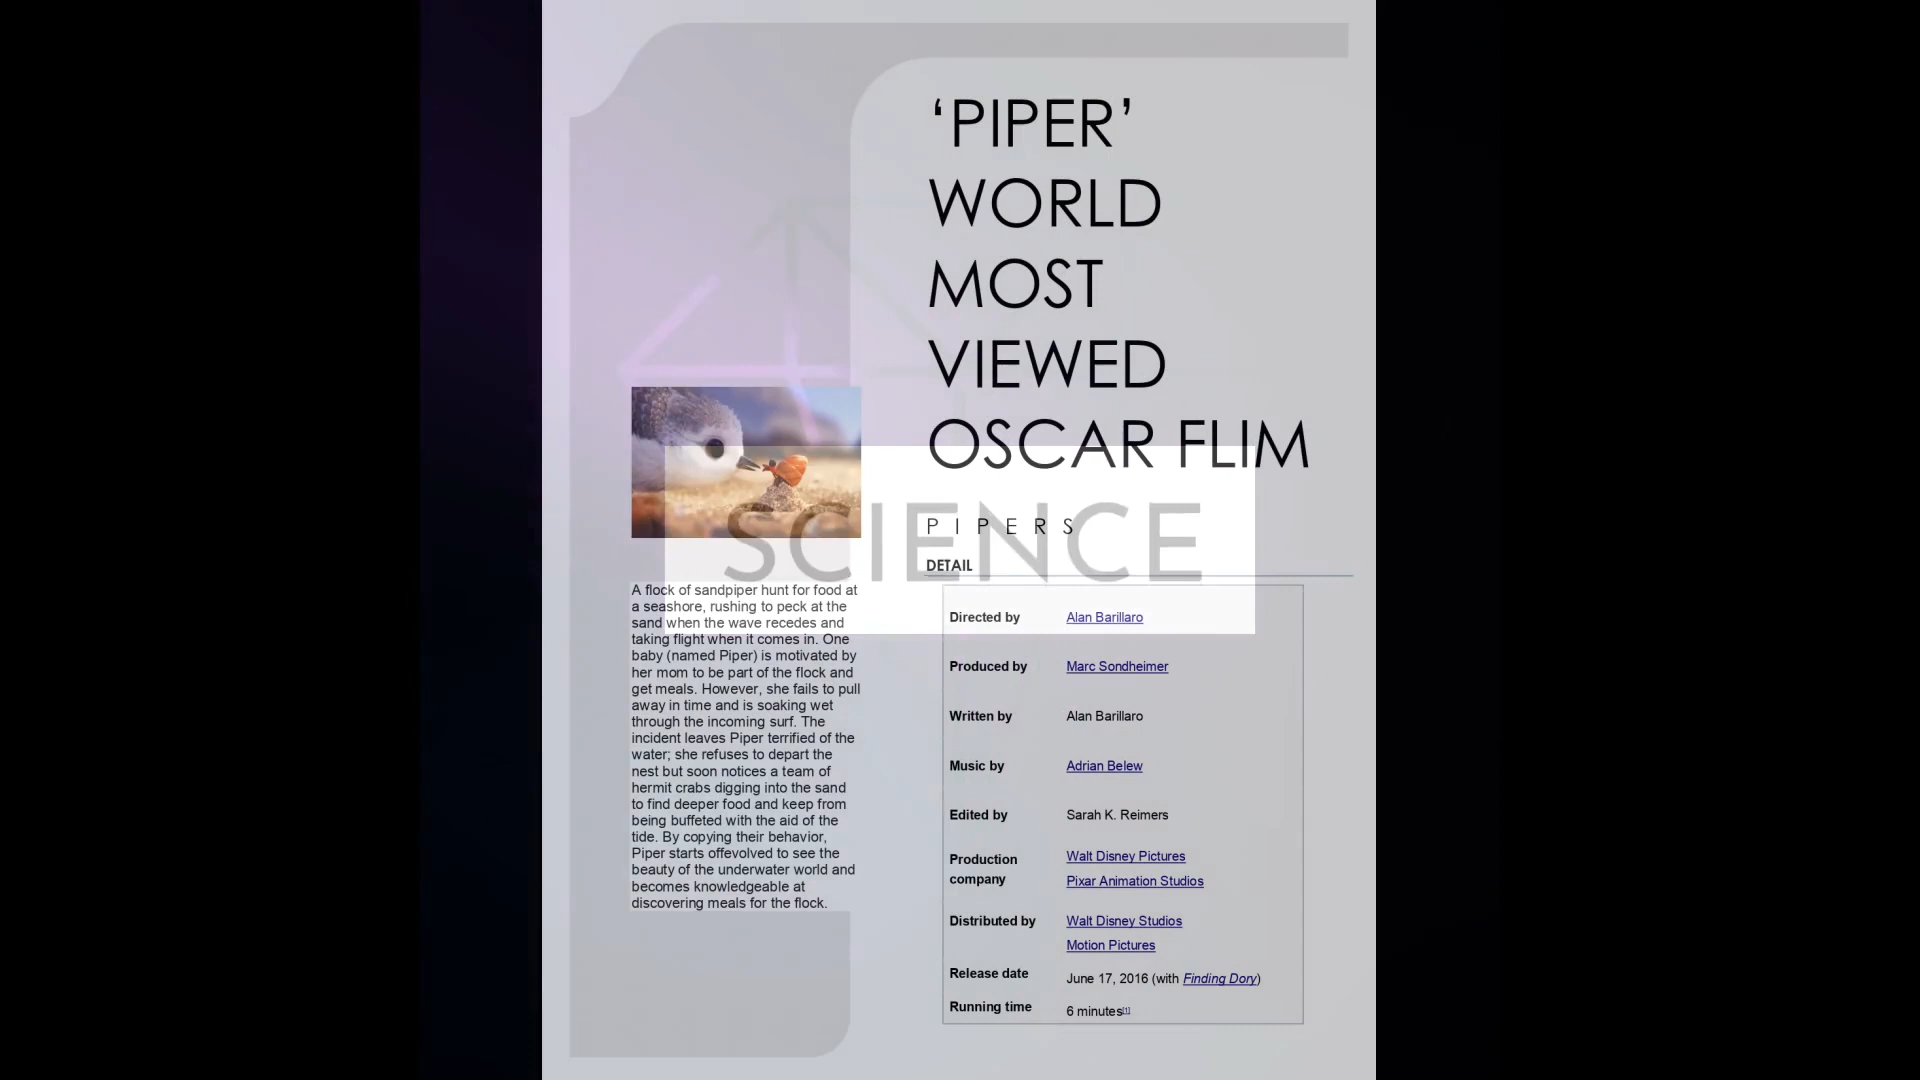 ‘PIPER’
WORLD
MOST
VIEWED
OSCAR FLIM
SCIENCE
PIPERS
DETAIL
A flock of sandpiper hunt for food at
a seashore, rushing to peck at the
sand when the wave recedes and
taking flight when it comes in. One
baby (named Piper) is motivated by
her mom to be part of the flock and
get meals. However, she fails to pull
away in time and is soaking wet
through the incoming surf. The
incident leaves Piper terrified of the
water; she refuses to depart the
nest but soon notices a team of
hermit crabs digging into the sand
to find deeper food and keep from
being buffeted with the aid of the
tide. By copying their behavior,
Piper starts offevolved to see the
beauty of the underwater world and
becomes knowledgeable at
discovering meals for the flock.
Directed by Alan Barillaro
Produced by Marc Sondheimer
Written by Alan Barillaro
Music by Adrian Belew
Edited by Sarah K. Reimers
Production company Walt Disney Pictures
Pixar Animation Studios
Distributed by Walt Disney Studios
Motion Pictures
Release date June 17, 2016 (with Finding Dory)
Running time 6 minutes[1]